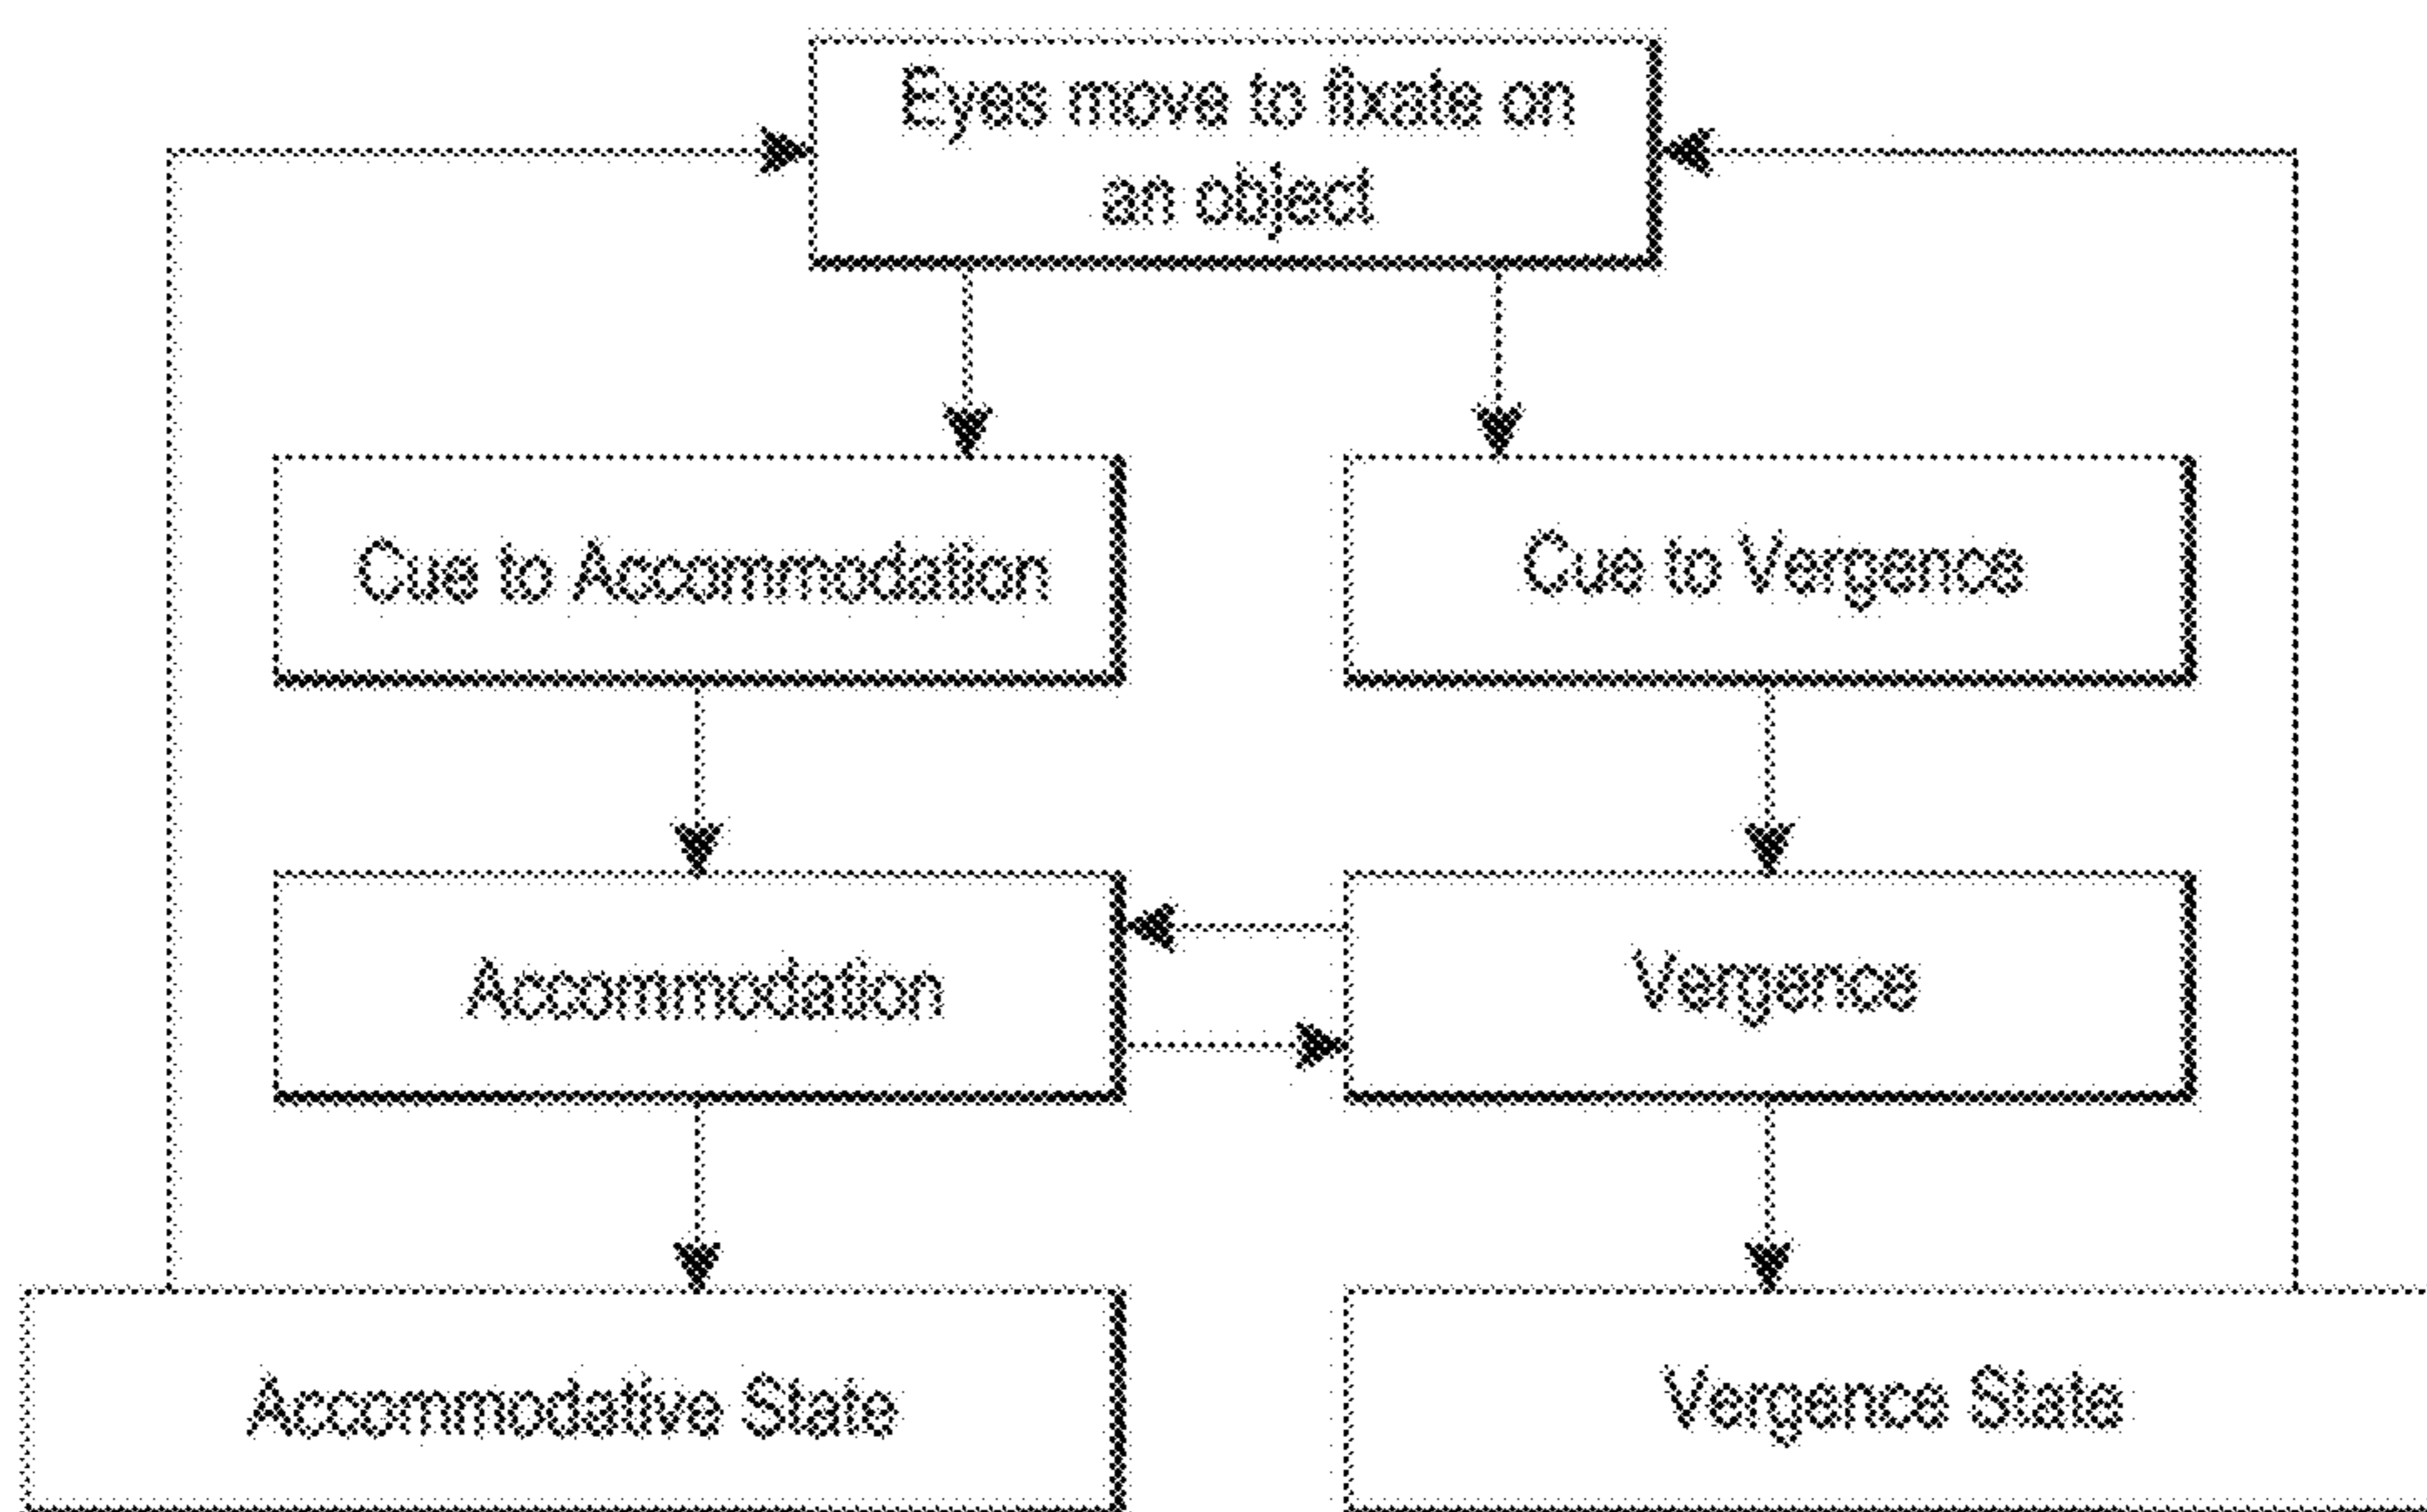 Eyes move to fixate on
an object
Cue to Accommodation
Cue to Vergence
Accommodation
Vergence
Accommodative State
Vergence State